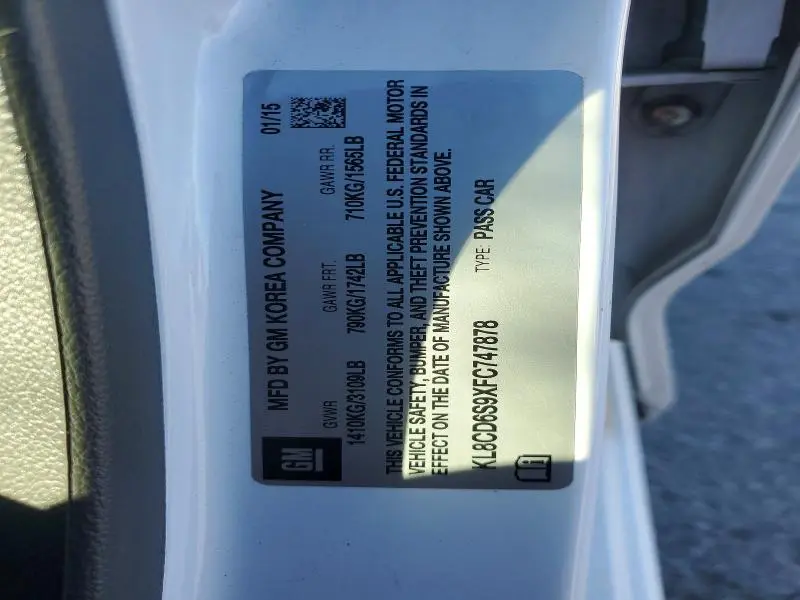 GM
MFD BY GM KOREA COMPANY 01/15
GVWR GAWR FRT. GAWR RR.
1410KG/3109LB 790KG/1742LB 710KG/1565LB
THIS VEHICLE CONFORMS TO ALL APPLICABLE U.S. FEDERAL MOTOR
VEHICLE SAFETY, BUMPER, AND THEFT PREVENTION STANDARDS IN
EFFECT ON THE DATE OF MANUFACTURE SHOWN ABOVE.
KL8CD6S9XFC747878 TYPE: PASS CAR